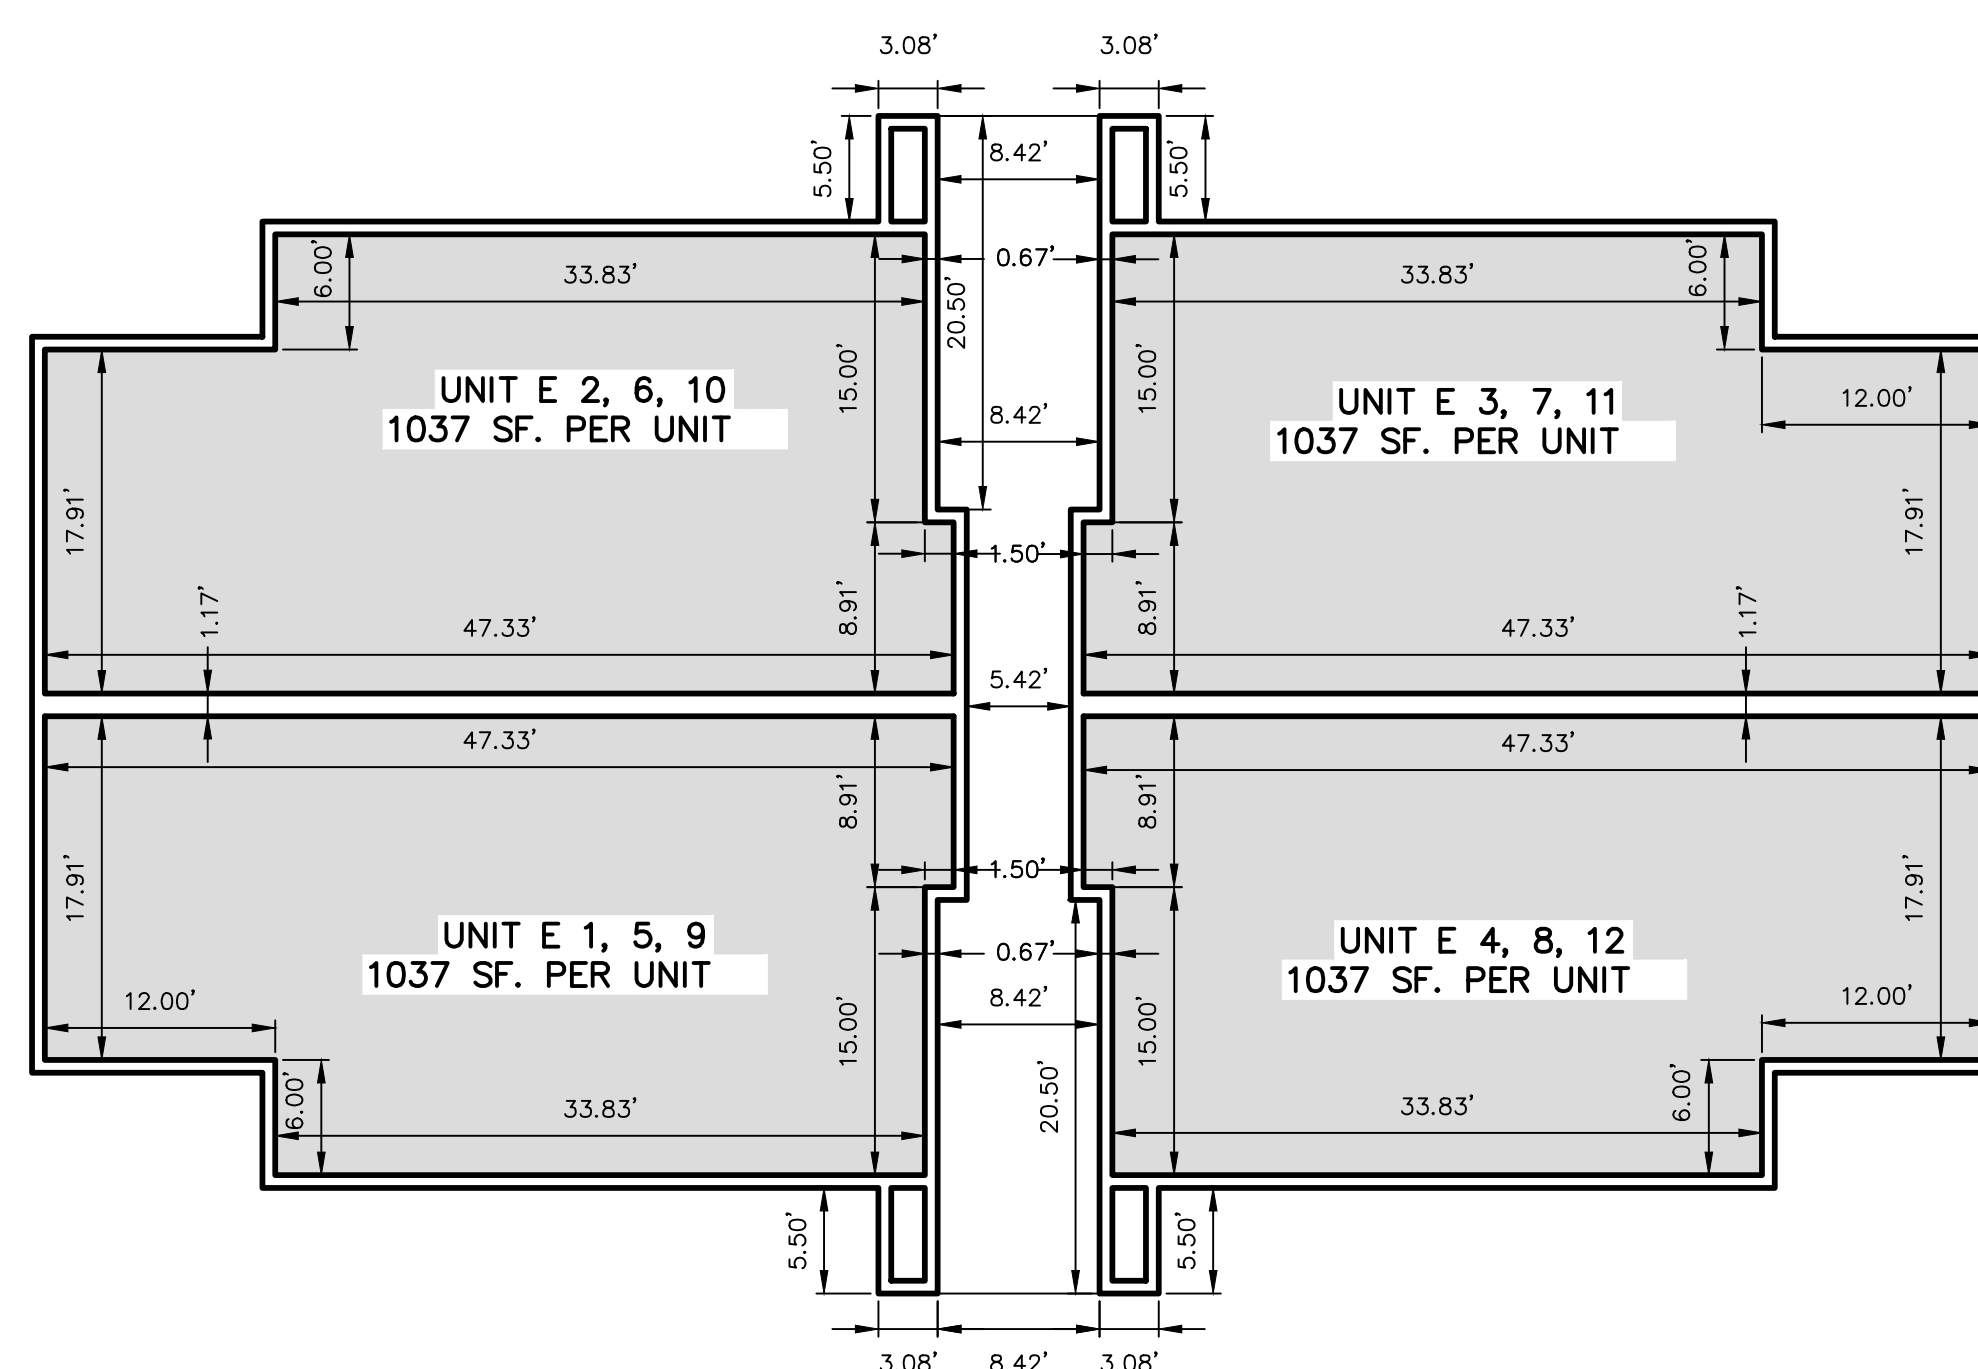 3.08’ 3.08’
5.50’ 8.42’ 5.50’
6.00’ 33.83’ 0.67’ 33.83’ 6.00’
20.50’
15.00’ 15.00’
UNIT E 2, 6, 10
1037 SF. PER UNIT
UNIT E 3, 7, 11
1037 SF. PER UNIT
8.42’ 12.00’
17.91’ 1.50’ 17.91’
1.17’ 8.91’ 8.91’ 1.17’
47.33’ 47.33’
5.42’
47.33’ 47.33’
8.91’ 8.91’
17.91’ 1.50’ 17.91’
UNIT E 1, 5, 9
1037 SF. PER UNIT
UNIT E 4, 8, 12
1037 SF. PER UNIT
0.67’
12.00’ 8.42’ 12.00’
15.00’ 15.00’
6.00’ 33.83’ 20.50’ 33.83’ 6.00’
5.50’ 5.50’
3.08’ 8.42’ 3.08’